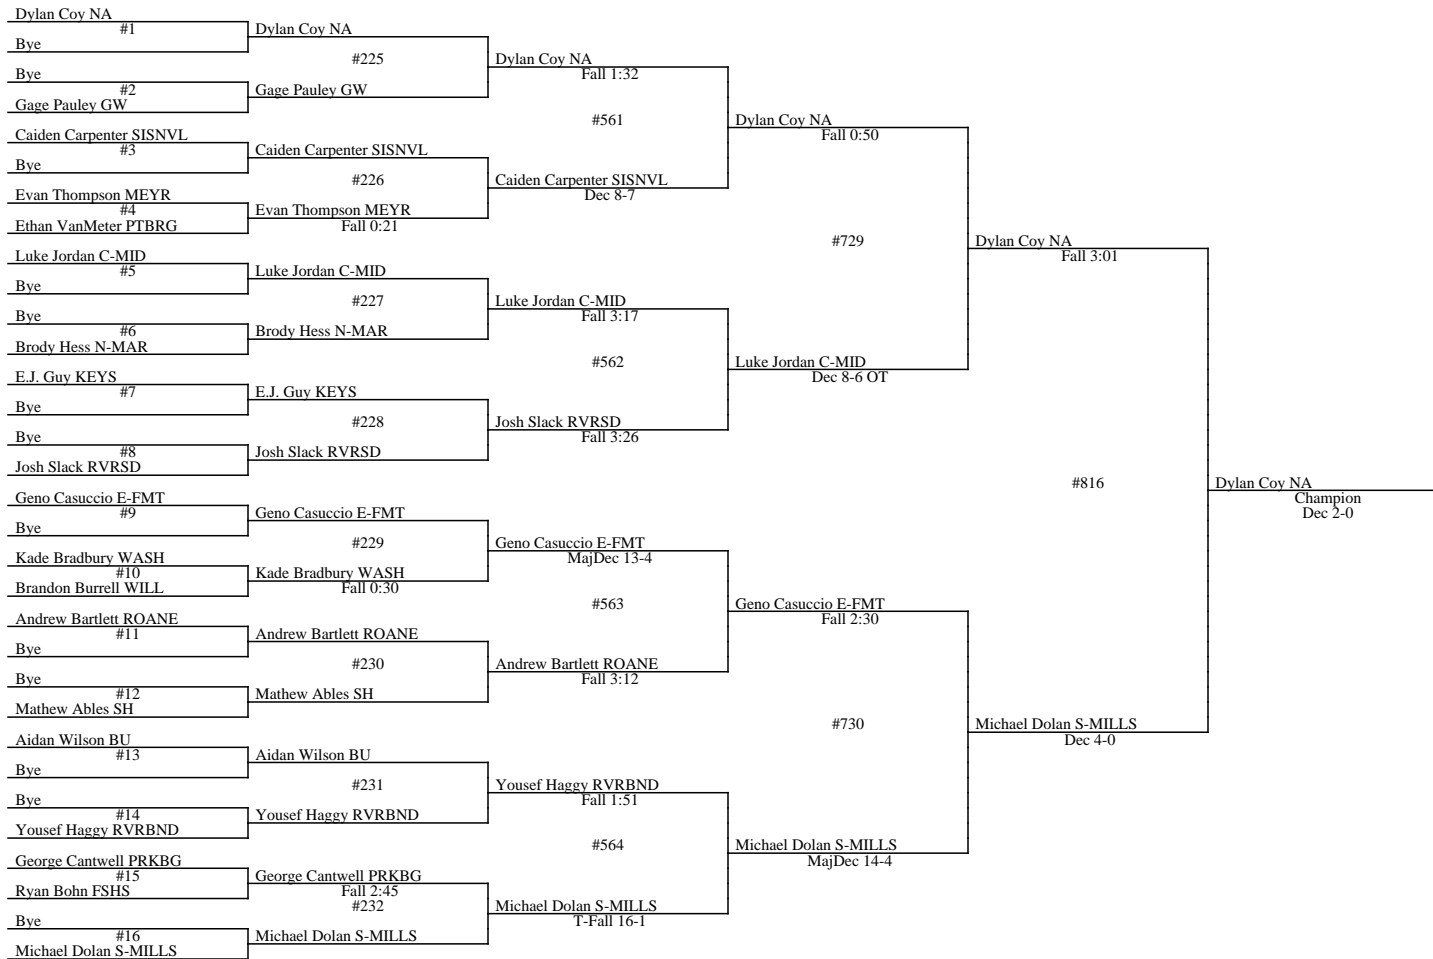 Dylan Coy NA
#1
Bye
Bye
#2
Gage Pauley GW
Caiden Carpenter SISNVL
#3
Bye
Evan Thompson MEYR
#4
Ethan VanMeter PTBRG
Luke Jordan C-MID
#5
Bye
Bye
#6
Brody Hess N-MAR
E.J. Guy KEYS
#7
Bye
Bye
#8
Josh Slack RVRSD
Geno Casuccio E-FMT
#9
Bye
Kade Bradbury WASH
#10
Brandon Burrell WILL
Andrew Bartlett ROANE
#11
Bye
Bye
#12
Mathew Ables SH
Aidan Wilson BU
#13
Bye
Bye
#14
Yousef Haggy RVRBND
George Cantwell PRKBG
#15
Ryan Bohn FSHS
Bye
#16
Michael Dolan S-MILLS
Dylan Coy NA
#225
Gage Pauley GW
Caiden Carpenter SISNVL
#226
Evan Thompson MEYR
Fall 0:21
Luke Jordan C-MID
#227
Brody Hess N-MAR
E.J. Guy KEYS
#228
Josh Slack RVRSD
Geno Casuccio E-FMT
#229
Kade Bradbury WASH
Fall 0:30
Andrew Bartlett ROANE
#230
Mathew Ables SH
Aidan Wilson BU
#231
Yousef Haggy RVRBND
George Cantwell PRKBG
Fall 2:45
#232
Michael Dolan S-MILLS
Dylan Coy NA
Fall 1:32
#561
Caiden Carpenter SISNVL
Dec 8-7
Luke Jordan C-MID
Fall 3:17
#562
Josh Slack RVRSD
Fall 3:26
Geno Casuccio E-FMT
MajDec 13-4
#563
Andrew Bartlett ROANE
Fall 3:12
Yousef Haggy RVRBND
Fall 1:51
#564
Michael Dolan S-MILLS
T-Fall 16-1
Dylan Coy NA
Fall 0:50
#729
Luke Jordan C-MID
Dec 8-6 OT
Geno Casuccio E-FMT
Fall 2:30
#730
Michael Dolan S-MILLS
MajDec 14-4
Dylan Coy NA
Fall 3:01
#816
Michael Dolan S-MILLS
Dec 4-0
Dylan Coy NA
Champion
Dec 2-0